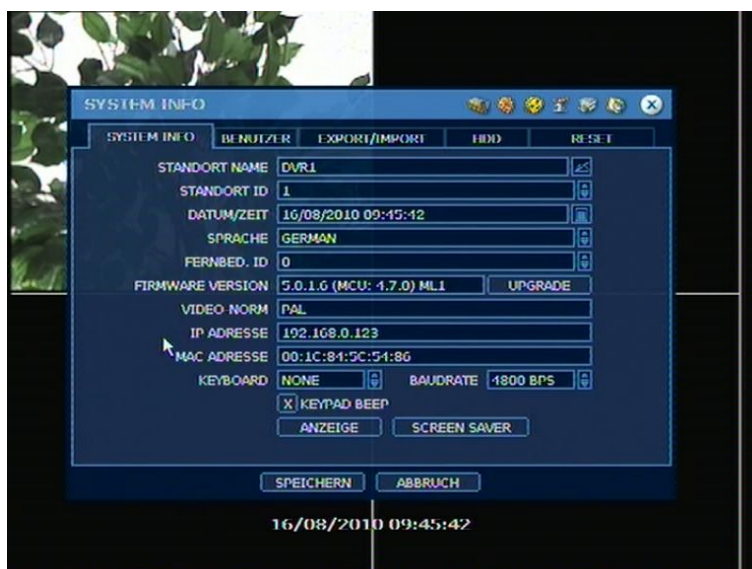 SYSTEM INFO
SYSTEM INFO BENUTZER EXPORT/IMPORT HDD RESET
STANDORT NAME DVR1
STANDORT ID 1
DATUM/ZEIT 16/08/2010 09:45:42
SPRACHE GERMAN
FERNBED. ID 0
FIRMWARE VERSION 5.0.1.6 (MCU: 4.7.0) ML1 UPGRADE
VIDEO-NORM PAL
IP ADRESSE 192.168.0.123
MAC ADRESSE 00:1C:84:5C:54:86
KEYBOARD NONE BAUDRATE 4800 BPS
X KEYPAD BEEP
ANZEIGE SCREEN SAVER
SPEICHERN ABBRUCH
16/08/2010 09:45:42